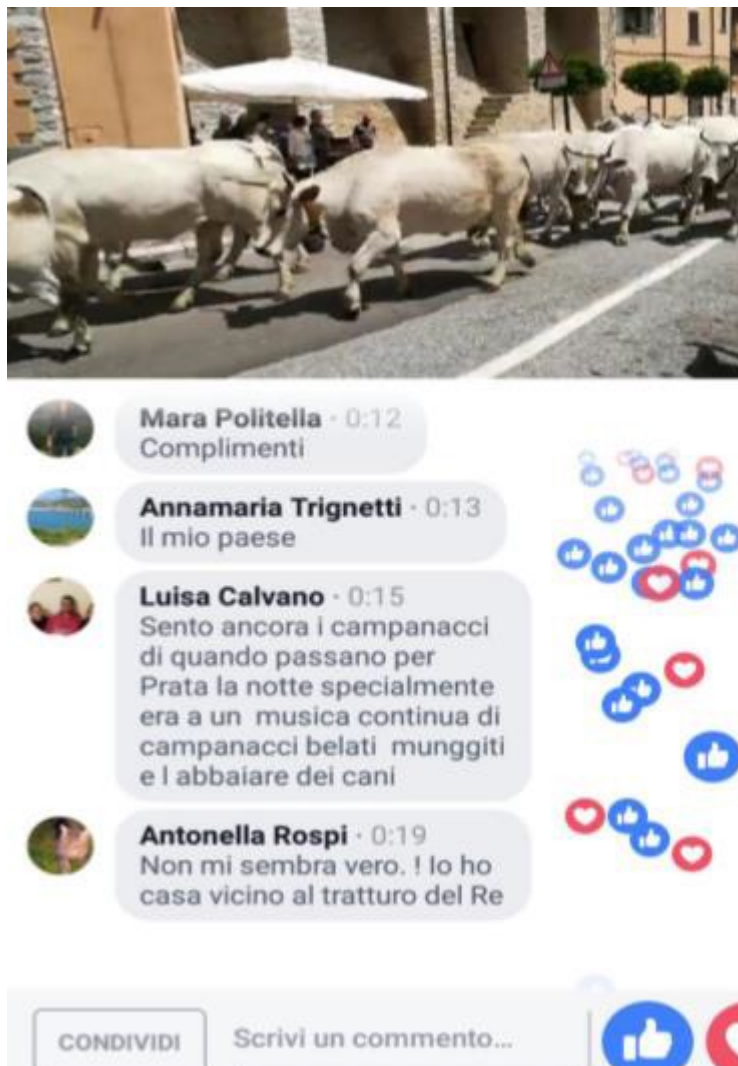 Mara Politella · 0:12
Complimenti
Annamaria Trignetti · 0:13
Il mio paese
Luisa Calvano · 0:15
Sento ancora i campanacci
di quando passano per
Prata la notte specialmente
era a un musica continua di
campanacci belati munggiti
e l abbaiare dei cani
Antonella Rospi · 0:19
Non mi sembra vero. ! Io ho
casa vicino al tratturo del Re
CONDIVIDI
Scrivi un commento...